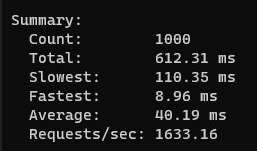 Summary:
  Count:        1000
  Total:        612.31 ms
  Slowest:      110.35 ms
  Fastest:      8.96 ms
  Average:      40.19 ms
  Requests/sec: 1633.16